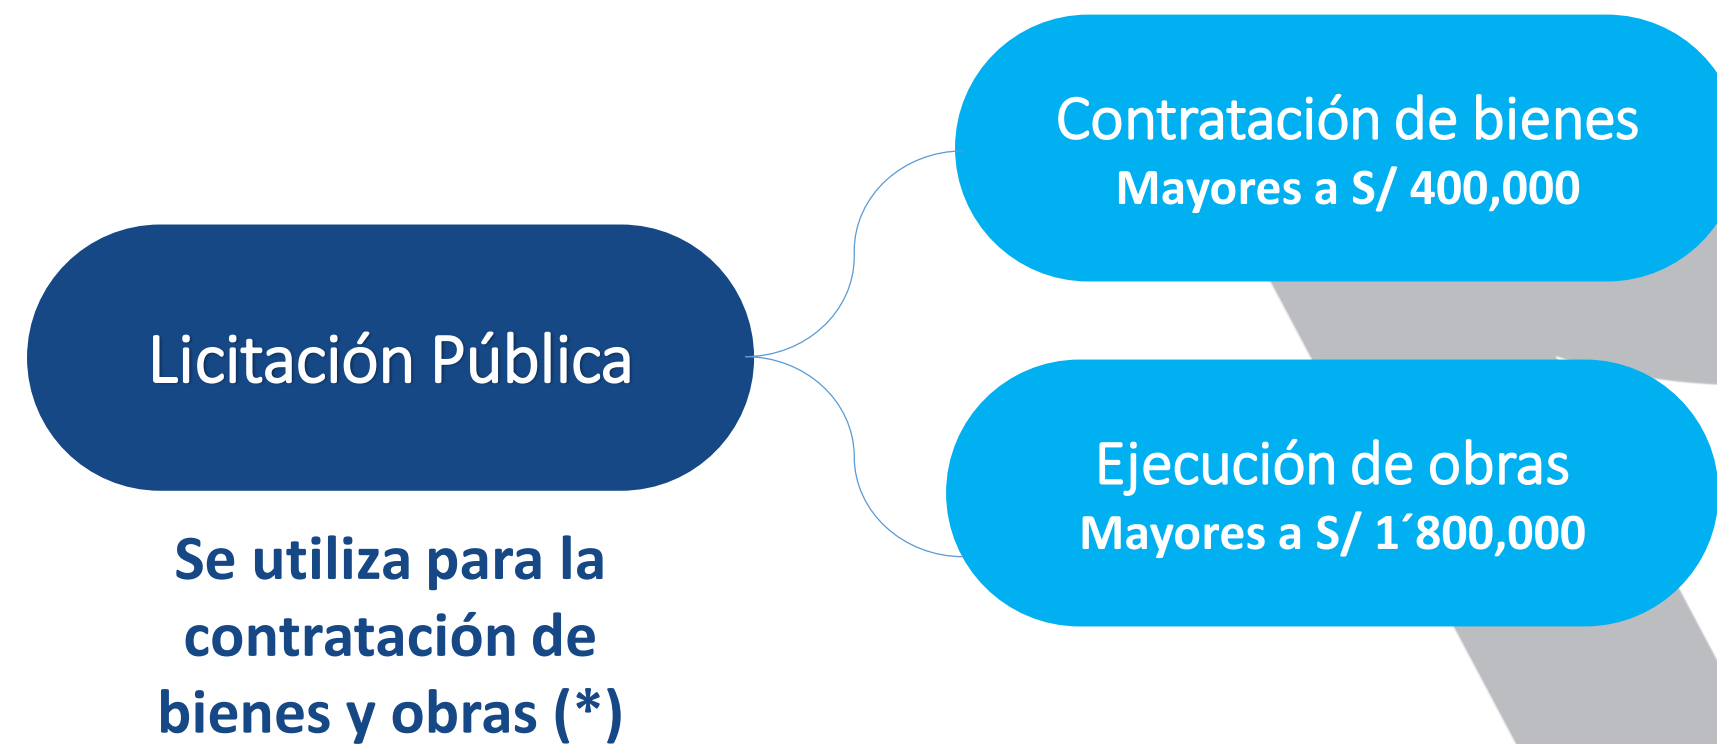 Licitación Pública
Se utiliza para la
contratación de
bienes y obras (*)
Contratación de bienes
Mayores a S/ 400,000
Ejecución de obras
Mayores a S/ 1´800,000